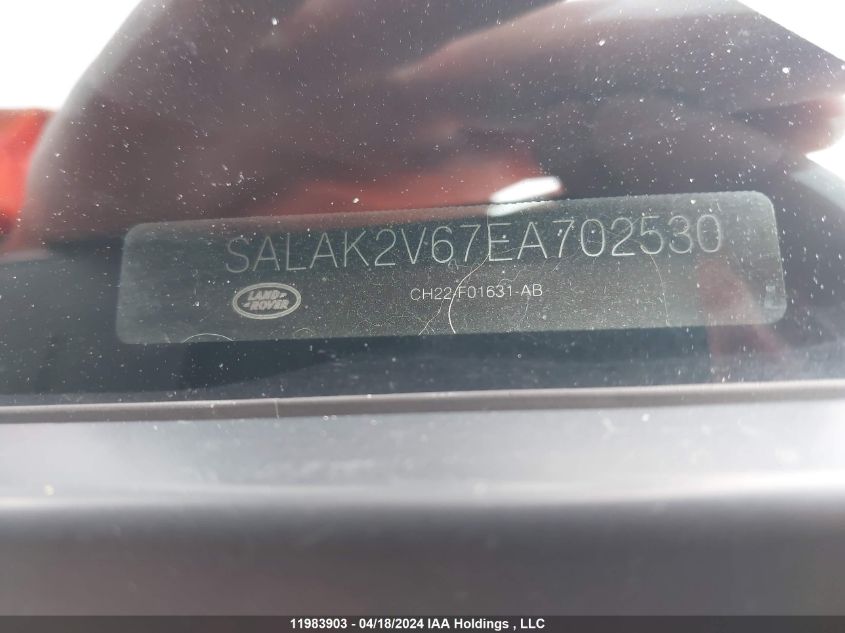 SALAK2V67EA702530
LAND ROVER
CH22-F01631-AB
11983903 - 04/18/2024 IAA Holdings , LLC